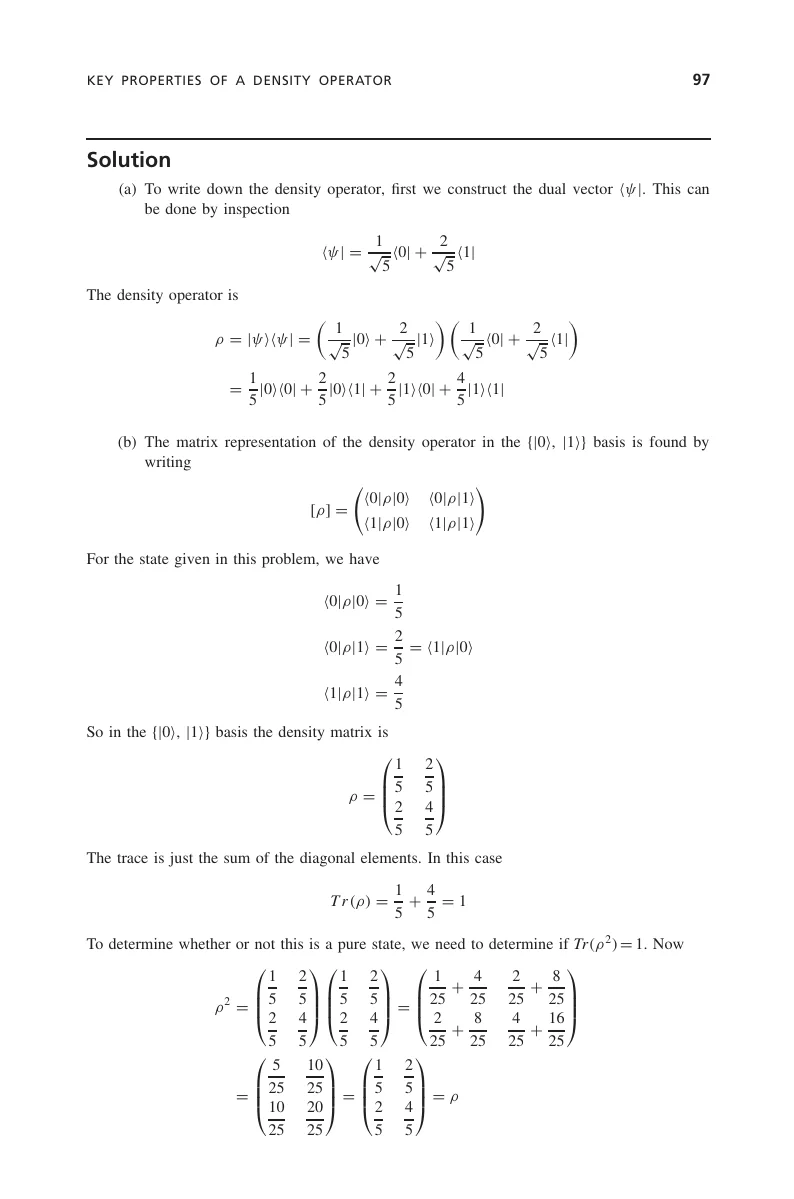 KEY PROPERTIES OF A DENSITY OPERATOR 97
Solution
(a) To write down the density operator, first we construct the dual vector ⟨ψ|. This can
be done by inspection
⟨ψ| = 1/√5 ⟨0| + 2/√5 ⟨1|
The density operator is
ρ = |ψ⟩⟨ψ| = (1/√5 |0⟩ + 2/√5 |1⟩) (1/√5 ⟨0| + 2/√5 ⟨1|)
= 1/5 |0⟩⟨0| + 2/5 |0⟩⟨1| + 2/5 |1⟩⟨0| + 4/5 |1⟩⟨1|
(b) The matrix representation of the density operator in the {|0⟩, |1⟩} basis is found by
writing
[ρ] = (⟨0|ρ|0⟩ ⟨0|ρ|1⟩
⟨1|ρ|0⟩ ⟨1|ρ|1⟩)
For the state given in this problem, we have
⟨0|ρ|0⟩ = 1/5
⟨0|ρ|1⟩ = 2/5 = ⟨1|ρ|0⟩
⟨1|ρ|1⟩ = 4/5
So in the {|0⟩, |1⟩} basis the density matrix is
ρ = (1/5 2/5
2/5 4/5)
The trace is just the sum of the diagonal elements. In this case
Tr(ρ) = 1/5 + 4/5 = 1
To determine whether or not this is a pure state, we need to determine if Tr(ρ²) = 1. Now
ρ² = (1/5 2/5 ; 2/5 4/5) (1/5 2/5 ; 2/5 4/5) = (1/25 + 4/25 2/25 + 8/25 ; 2/25 + 8/25 4/25 + 16/25)
= (5/25 10/25 ; 10/25 20/25) = (1/5 2/5 ; 2/5 4/5) = ρ